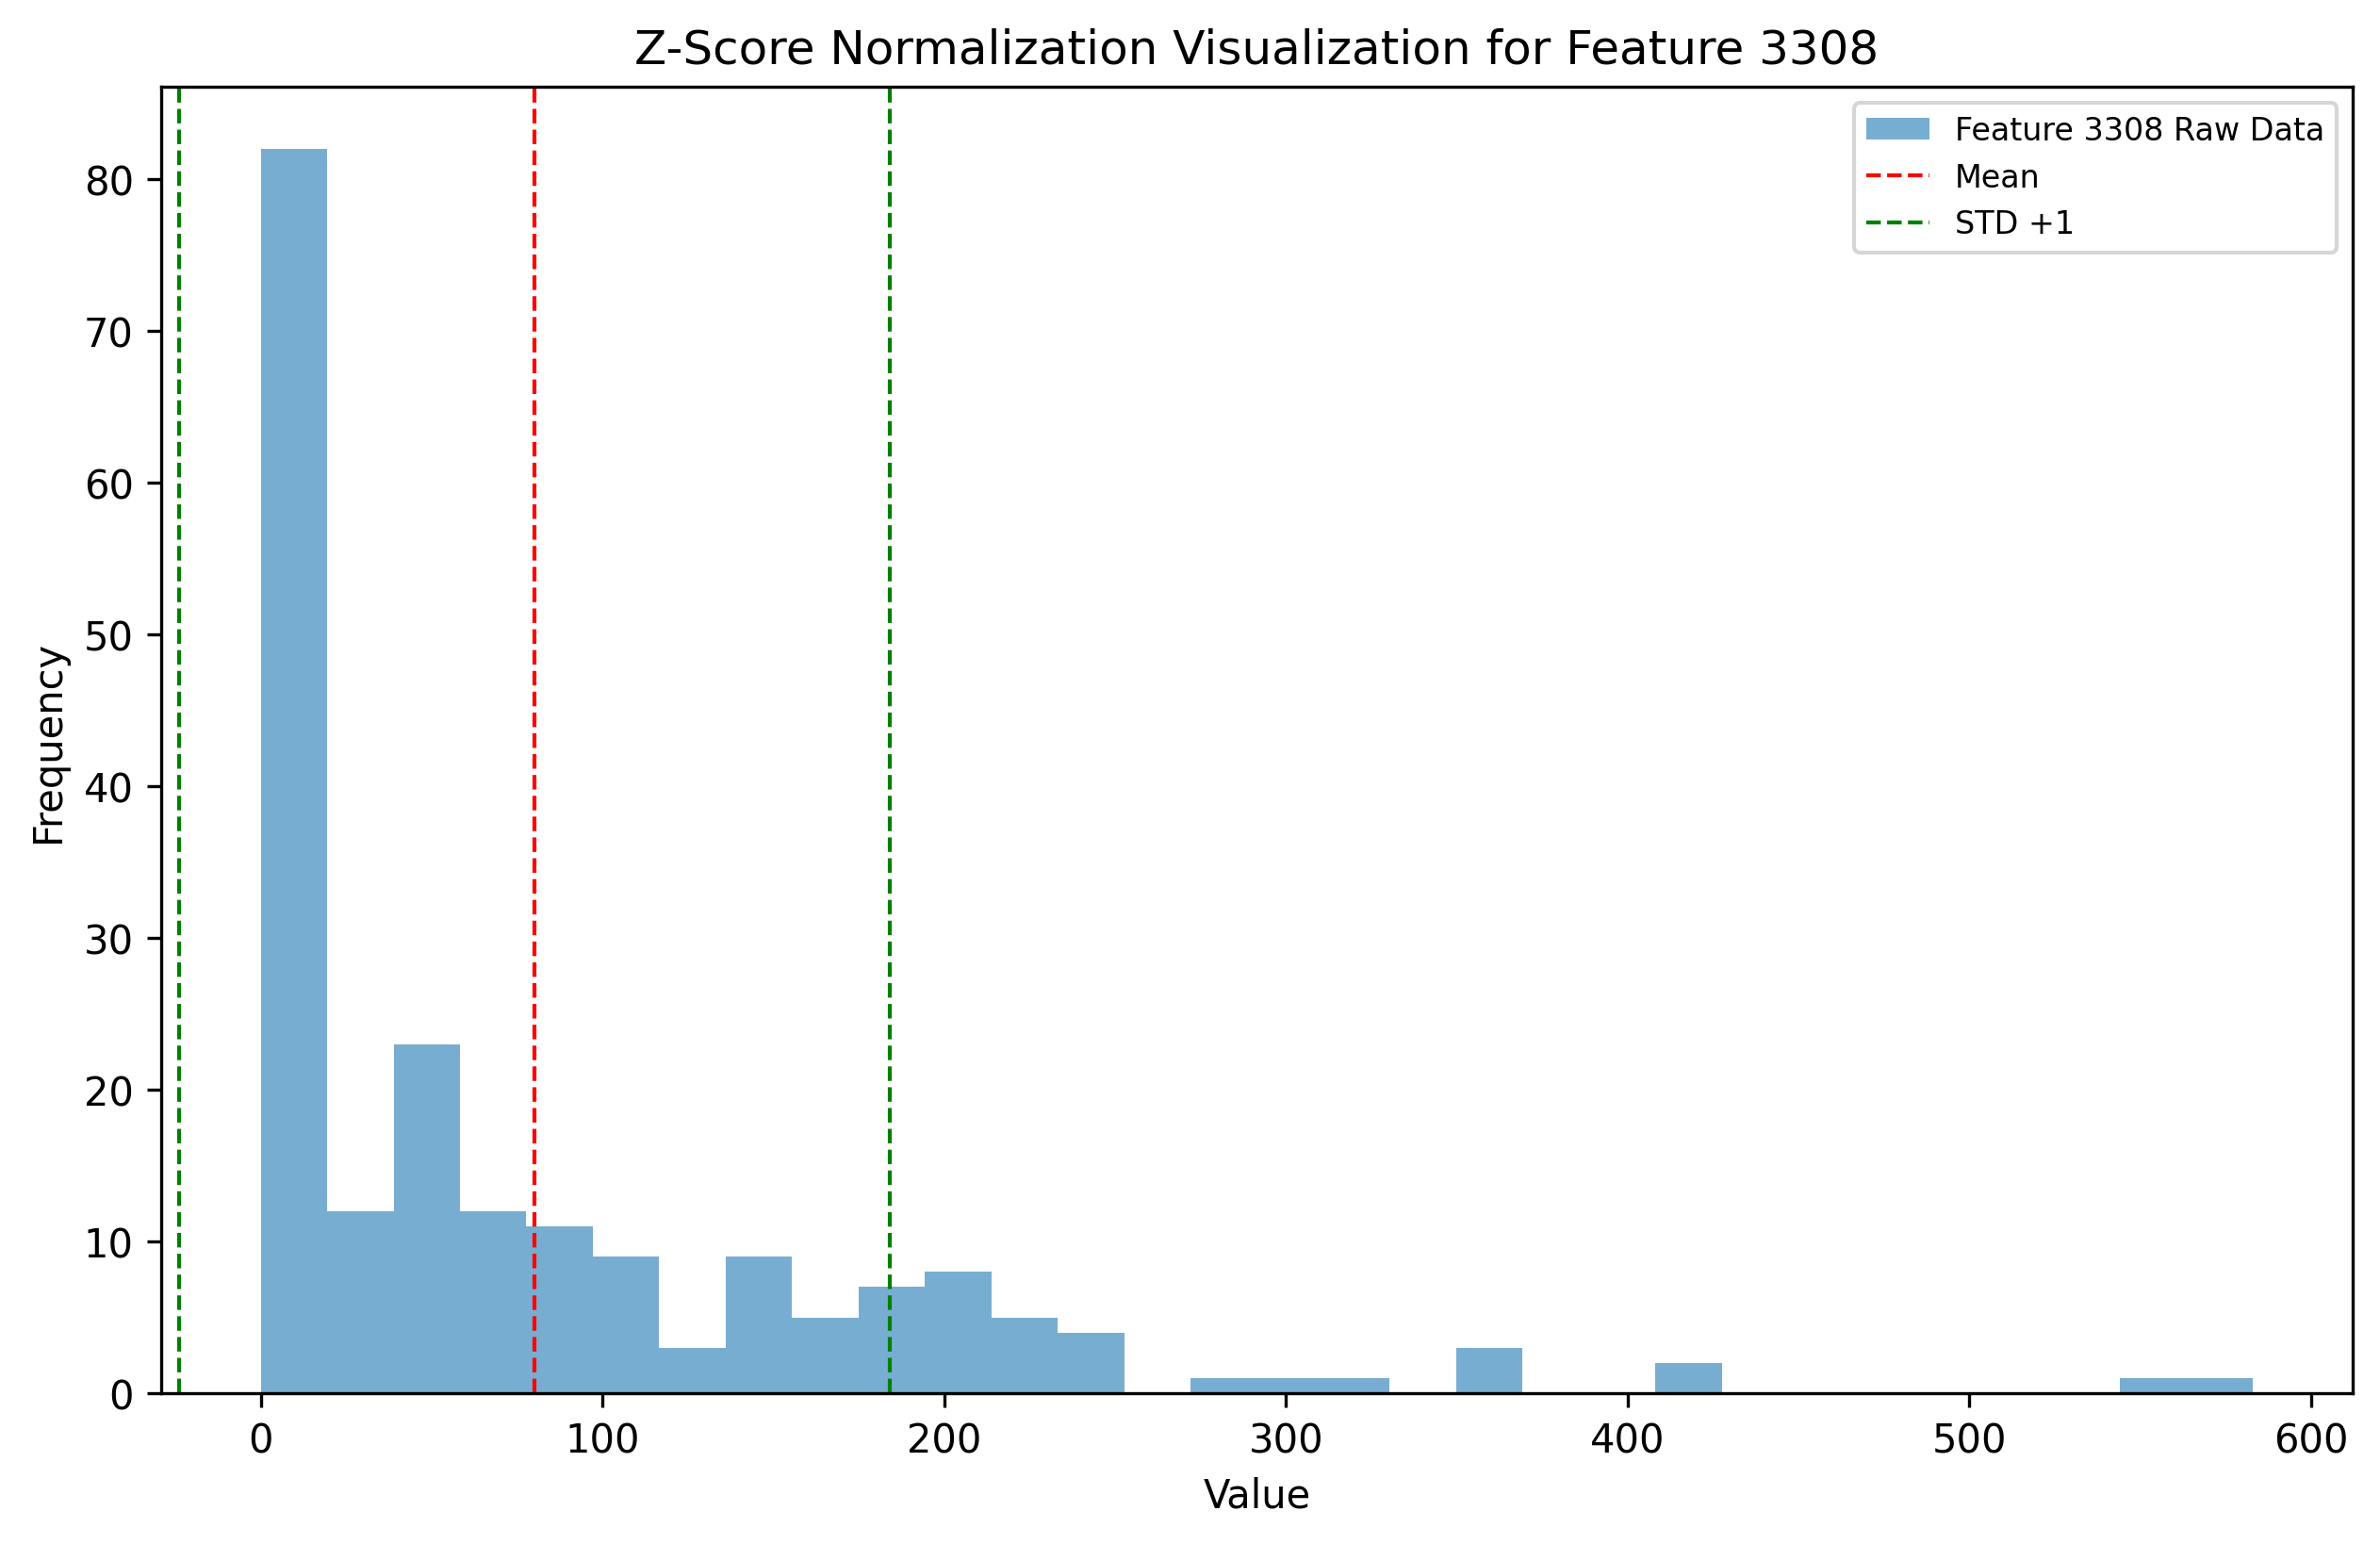 Z-Score Normalization Visualization for Feature 3308
Feature 3308 Raw Data
Mean
STD +1
80
70
60
50
40
30
20
10
0
Frequency
0 100 200 300 400 500 600
Value